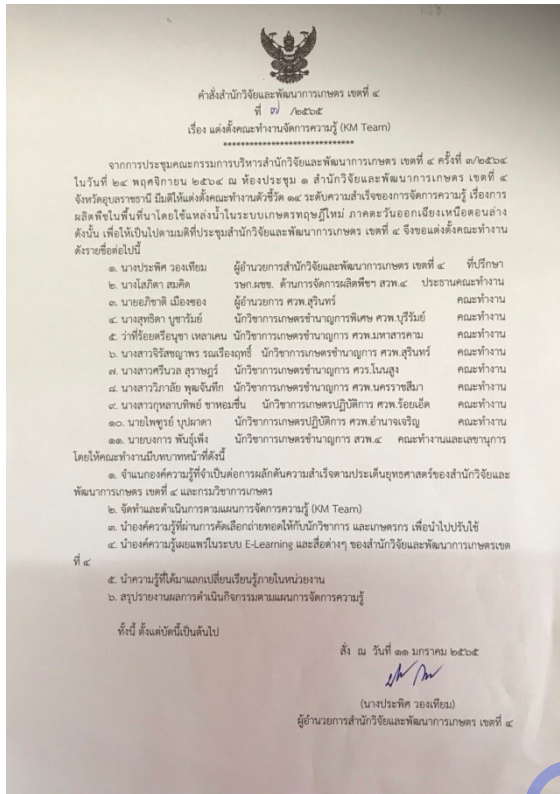 คำสั่งสำนักวิจัยและพัฒนาการเกษตร เขตที่ ๔
ที่ ๗ /๒๕๖๕
เรื่อง แต่งตั้งคณะทำงานจัดการความรู้ (KM Team)
******************************
จากการประชุมคณะกรรมการบริหารสำนักวิจัยและพัฒนาการเกษตร เขตที่ ๔ ครั้งที่ ๓/๒๕๖๔
ในวันที่ ๒๔ พฤศจิกายน ๒๕๖๔ ณ ห้องประชุม ๑ สำนักวิจัยและพัฒนาการเกษตร เขตที่ ๔
จังหวัดอุบลราชธานี มีมติให้แต่งตั้งคณะทำงานตัวชี้วัด ๑๔ ระดับความสำเร็จของการจัดการความรู้ เรื่องการ
ผลิตพืชในพื้นที่นาโดยใช้แหล่งน้ำในระบบเกษตรทฤษฎีใหม่ ภาคตะวันออกเฉียงเหนือตอนล่าง
ดังนั้น เพื่อให้เป็นไปตามมติที่ประชุมสำนักวิจัยและพัฒนาการเกษตร เขตที่ ๔ จึงขอแต่งตั้งคณะทำงาน
ดังรายชื่อต่อไปนี้
๑. นางประพิศ วองเทียม ผู้อำนวยการสำนักวิจัยและพัฒนาการเกษตร เขตที่ ๔ ที่ปรึกษา
๒. นางโสภิตา สมคิด รษก.ผชช. ด้านการจัดการผลิตพืชฯ สวพ.๔ ประธานคณะทำงาน
๓. นายอภิชาติ เมืองซอง ผู้อำนวยการ ศวพ.สุรินทร์ คณะทำงาน
๔. นางสุทธิดา บูชารัมย์ นักวิชาการเกษตรชำนาญการพิเศษ ศวพ.บุรีรัมย์ คณะทำงาน
๕. ว่าที่ร้อยตรีอนุชา เหลาเคน นักวิชาการเกษตรชำนาญการ ศวพ.มหาสารคาม คณะทำงาน
๖. นางสาวจิรัสชญาพร รณเรืองฤทธิ์ นักวิชาการเกษตรชำนาญการ ศวพ.สุรินทร์ คณะทำงาน
๗. นางสาวศรีนวล สุราษฎร์ นักวิชาการเกษตรชำนาญการ ศวร.โนนสูง คณะทำงาน
๘. นางสาววิภาลัย พุฒจันทึก นักวิชาการเกษตรชำนาญการ ศวพ.นครราชสีมา คณะทำงาน
๙. นางสาวกุหลาบทิพย์ ชาหอมชื่น นักวิชาการเกษตรปฏิบัติการ ศวพ.ร้อยเอ็ด คณะทำงาน
๑๐. นายไพฑูรย์ บุปผาดา นักวิชาการเกษตรปฏิบัติการ ศวพ.อำนาจเจริญ คณะทำงาน
๑๑. นายบงการ พันธุ์เพ็ง นักวิชาการเกษตรชำนาญการ สวพ.๔ คณะทำงานและเลขานุการ
โดยให้คณะทำงานมีบทบาทหน้าที่ดังนี้
๑. จำแนกองค์ความรู้ที่จำเป็นต่อการผลักดันความสำเร็จตามประเด็นยุทธศาสตร์ของสำนักวิจัยและ
พัฒนาการเกษตร เขตที่ ๔ และกรมวิชาการเกษตร
๒. จัดทำและดำเนินการตามแผนการจัดการความรู้ (KM Team)
๓. นำองค์ความรู้ที่ผ่านการคัดเลือกถ่ายทอดให้กับนักวิชาการ และเกษตรกร เพื่อนำไปปรับใช้
๔. นำองค์ความรู้เผยแพร่ในระบบ E-Learning และสื่อต่างๆ ของสำนักวิจัยและพัฒนาการเกษตรเขต
ที่ ๔
๕. นำความรู้ที่ได้มาแลกเปลี่ยนเรียนรู้ภายในหน่วยงาน
๖. สรุปรายงานผลการดำเนินกิจกรรมตามแผนการจัดการความรู้
ทั้งนี้ ตั้งแต่บัดนี้เป็นต้นไป
สั่ง ณ วันที่ ๑๑ มกราคม ๒๕๖๕
(นางประพิศ วองเทียม)
ผู้อำนวยการสำนักวิจัยและพัฒนาการเกษตร เขตที่ ๔